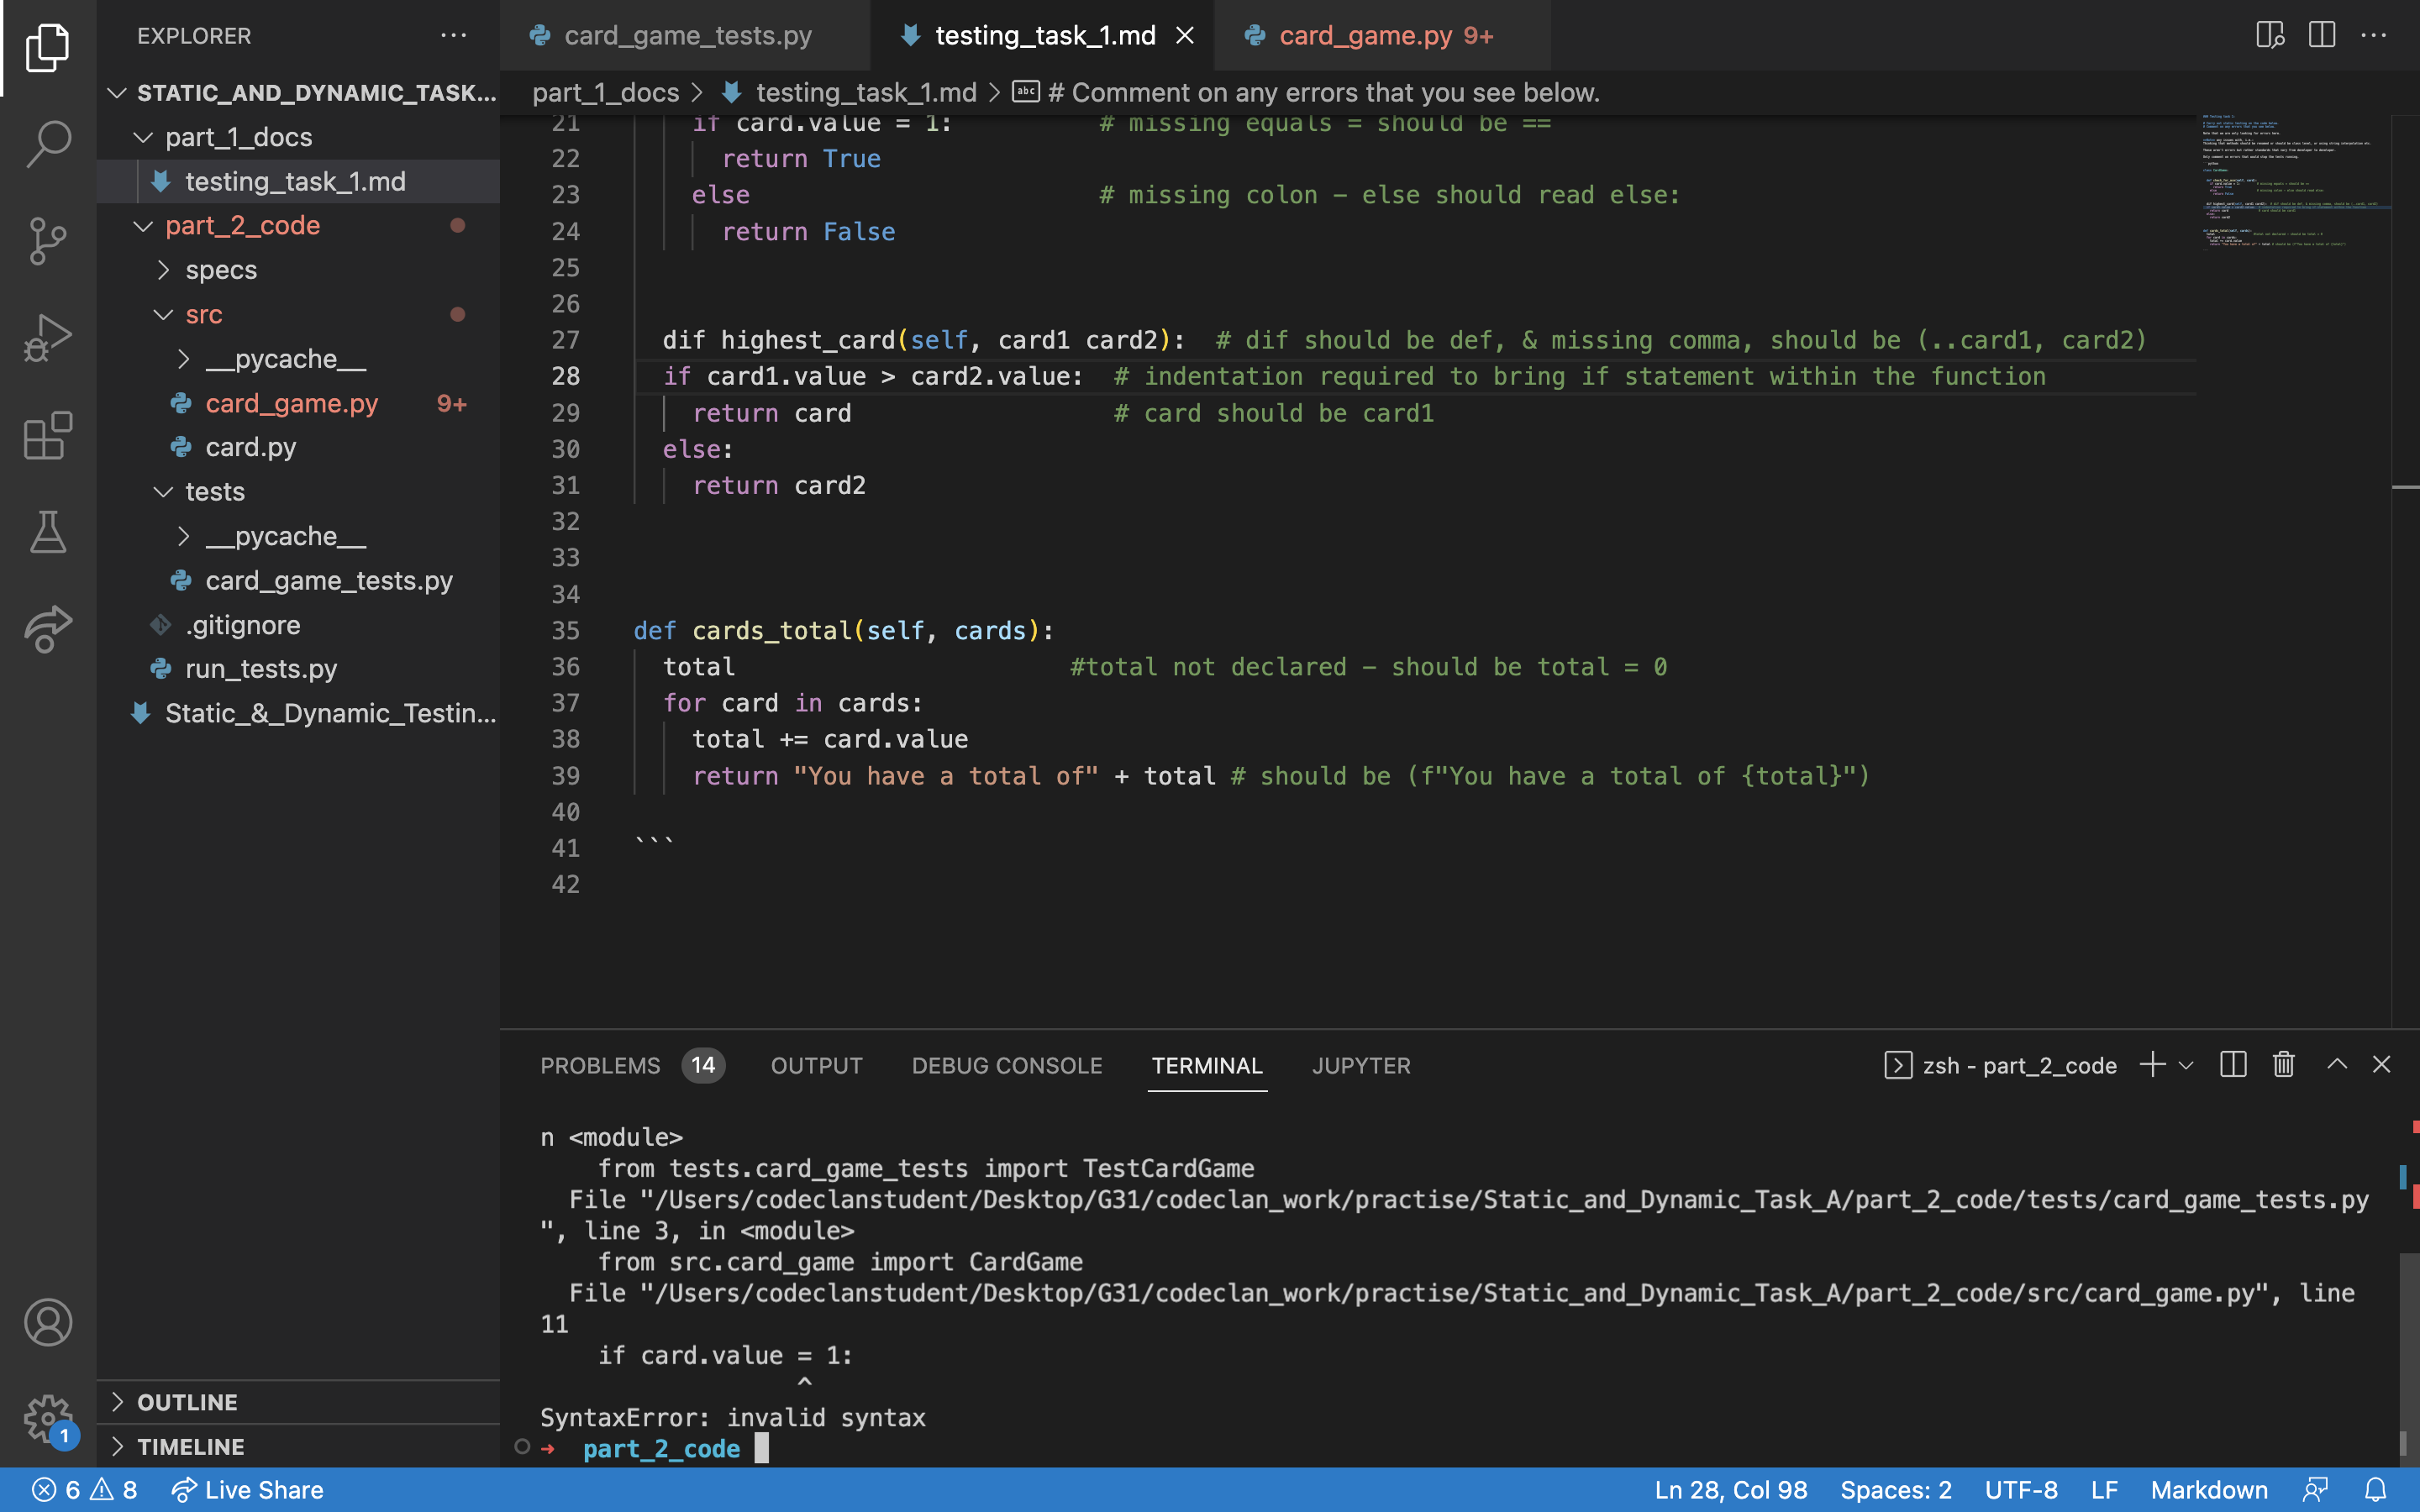 EXPLORER
STATIC_AND_DYNAMIC_TASK...
part_1_docs
testing_task_1.md
part_2_code
specs
src
__pycache__
card_game.py 9+
card.py
tests
__pycache__
card_game_tests.py
.gitignore
run_tests.py
Static_&_Dynamic_Testin...
OUTLINE
TIMELINE
card_game_tests.py testing_task_1.md card_game.py 9+
part_1_docs > testing_task_1.md > abc # Comment on any errors that you see below.
21 if card.value = 1: # missing equals = should be ==
22 return True
23 else # missing colon – else should read else:
24 return False
25
26
27 dif highest_card(self, card1 card2): # dif should be def, & missing comma, should be (..card1, card2)
28 if card1.value > card2.value: # indentation required to bring if statement within the function
29 return card # card should be card1
30 else:
31 return card2
32
33
34
35 def cards_total(self, cards):
36 total #total not declared – should be total = 0
37 for card in cards:
38 total += card.value
39 return "You have a total of" + total # should be (f"You have a total of {total}")
40
41 ```
42
PROBLEMS 14 OUTPUT DEBUG CONSOLE TERMINAL JUPYTER zsh - part_2_code
n <module>
from tests.card_game_tests import TestCardGame
File "/Users/codeclanstudent/Desktop/G31/codeclan_work/practise/Static_and_Dynamic_Task_A/part_2_code/tests/card_game_tests.py
", line 3, in <module>
from src.card_game import CardGame
File "/Users/codeclanstudent/Desktop/G31/codeclan_work/practise/Static_and_Dynamic_Task_A/part_2_code/src/card_game.py", line
11
if card.value = 1:
^
SyntaxError: invalid syntax
➜ part_2_code
1
6 8 Live Share Ln 28, Col 98 Spaces: 2 UTF-8 LF Markdown